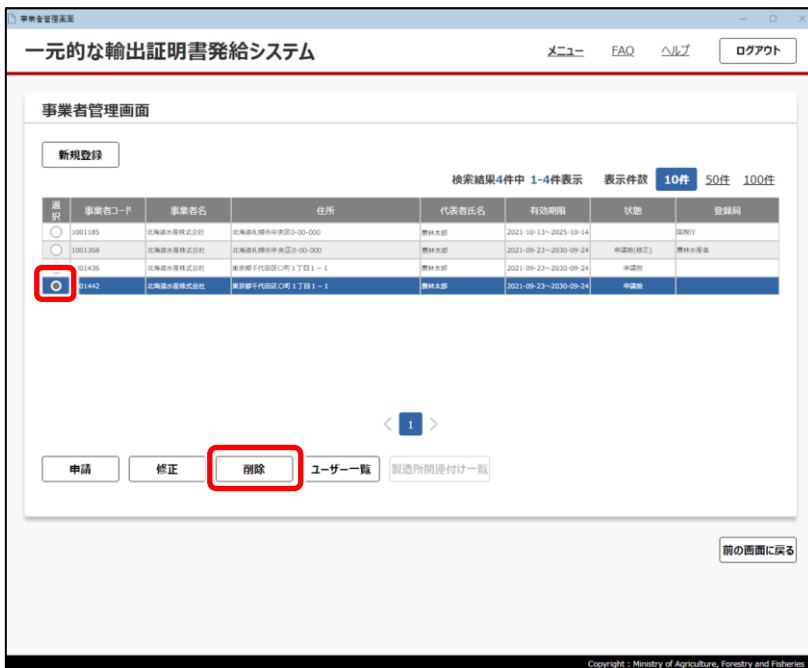 事業者管理画面
一元的な輸出証明書発給システム メニュー FAQ ヘルプ ログアウト
事業者管理画面
新規登録
検索結果4件中 1-4件表示 表示件数 10件 50件 100件
選択 事業者コード 事業者名 住所 代表者氏名 有効期限 状態 登録局
1001185 北海道水産株式会社 北海道札幌市中央区0-00-000 農林太郎 2021-10-13～2025-10-14 国税庁
1001368 北海道水産株式会社 北海道札幌市中央区0-00-000 農林太郎 2021-09-23～2030-09-24 申請前(修正) 農林水産省
01436 北海道水産株式会社 東京都千代田区○町１丁目１－１ 農林太郎 2021-09-23～2030-09-24 申請前
01442 北海道水産株式会社 東京都千代田区○町１丁目１－１ 農林太郎 2021-09-23～2030-09-24 申請前
< 1 >
申請 修正 削除 ユーザー一覧 製造所関連付け一覧
前の画面に戻る
Copyright : Ministry of Agriculture, Forestry and Fisheries